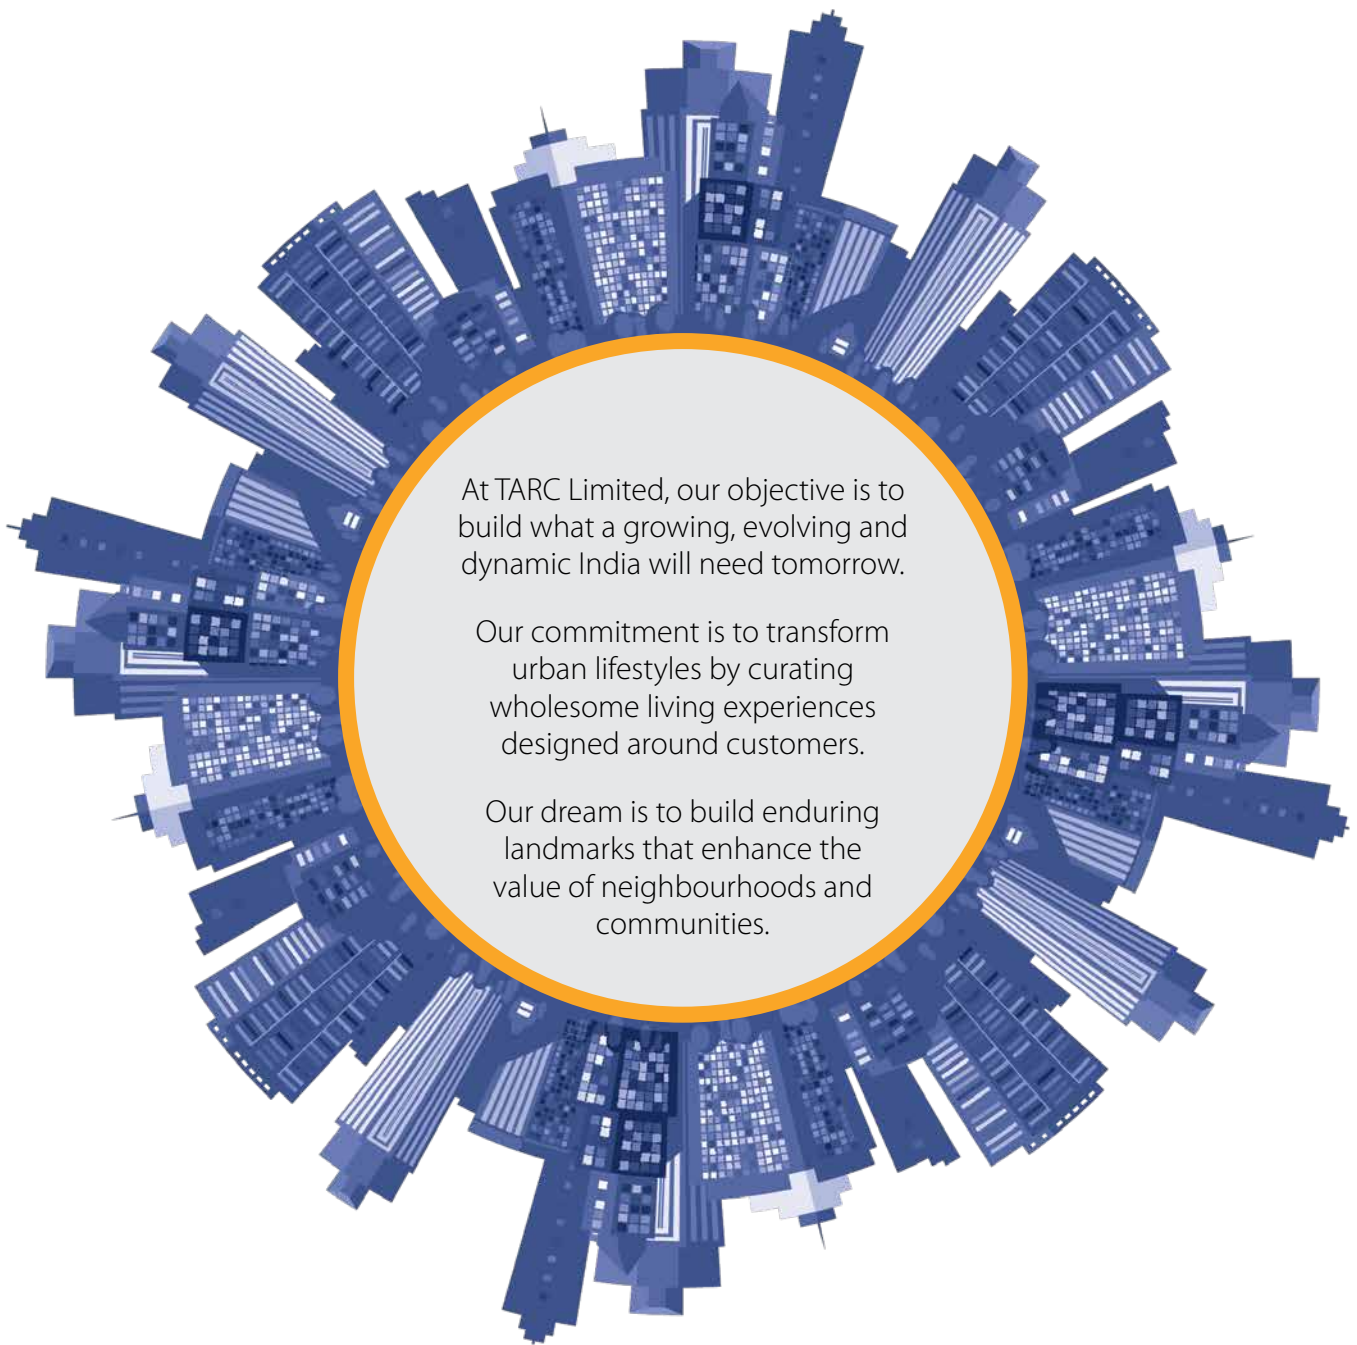 At TARC Limited, our objective is to
build what a growing, evolving and
dynamic India will need tomorrow.
Our commitment is to transform
urban lifestyles by curating
wholesome living experiences
designed around customers.
Our dream is to build enduring
landmarks that enhance the
value of neighbourhoods and
communities.